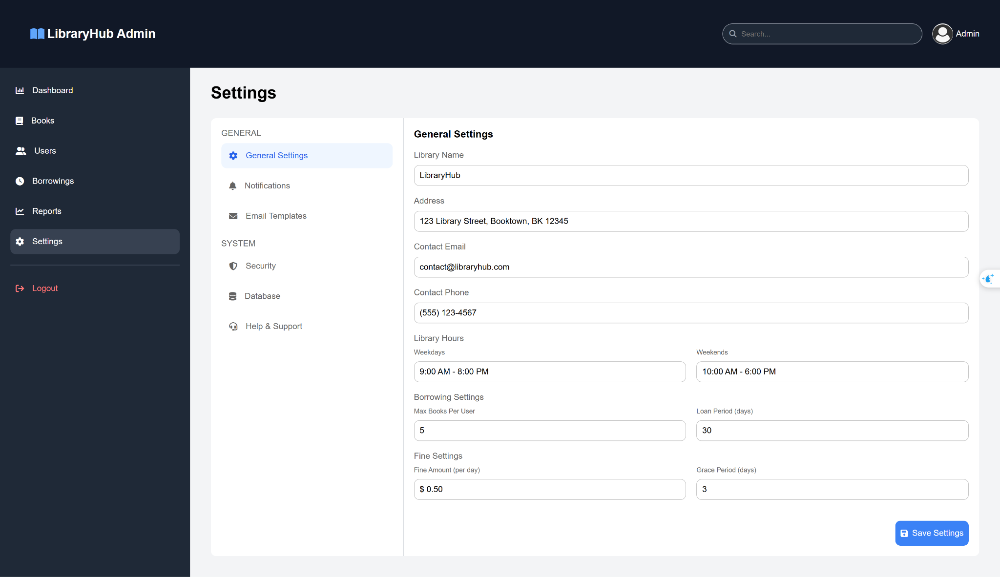 LibraryHub Admin
Search...
Admin
Dashboard
Books
Users
Borrowings
Reports
Settings
Logout
Settings
GENERAL
General Settings
Notifications
Email Templates
SYSTEM
Security
Database
Help & Support
General Settings
Library Name
LibraryHub
Address
123 Library Street, Booktown, BK 12345
Contact Email
contact@libraryhub.com
Contact Phone
(555) 123-4567
Library Hours
Weekdays
Weekends
9:00 AM - 8:00 PM
10:00 AM - 6:00 PM
Borrowing Settings
Max Books Per User
Loan Period (days)
5
30
Fine Settings
Fine Amount (per day)
Grace Period (days)
$ 0.50
3
Save Settings